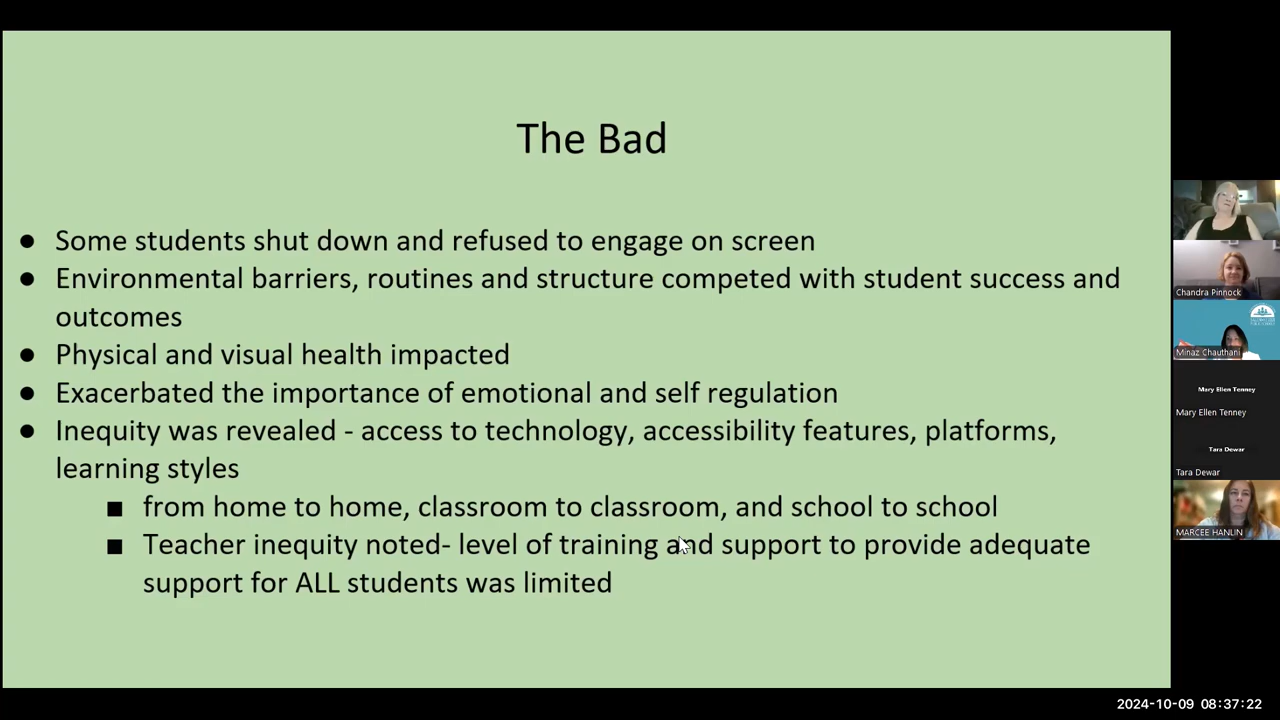 The Bad
● Some students shut down and refused to engage on screen
● Environmental barriers, routines and structure competed with student success and
outcomes
● Physical and visual health impacted
● Exacerbated the importance of emotional and self regulation
● Inequity was revealed - access to technology, accessibility features, platforms,
learning styles
■ from home to home, classroom to classroom, and school to school
■ Teacher inequity noted- level of training and support to provide adequate
support for ALL students was limited
Chandra Pinnock
Minaz Chauthani
Mary Ellen Tenney
Mary Ellen Tenney
Tara Dewar
Tara Dewar
MARCEE HANLIN
2024-10-09 08:37:22